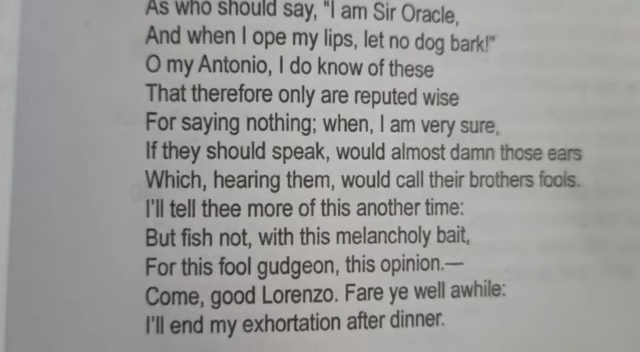 As who should say, "I am Sir Oracle,
And when I ope my lips, let no dog bark!"
O my Antonio, I do know of these
That therefore only are reputed wise
For saying nothing; when, I am very sure,
If they should speak, would almost damn those ears
Which, hearing them, would call their brothers fools.
I'll tell thee more of this another time:
But fish not, with this melancholy bait,
For this fool gudgeon, this opinion.—
Come, good Lorenzo. Fare ye well awhile:
I'll end my exhortation after dinner.